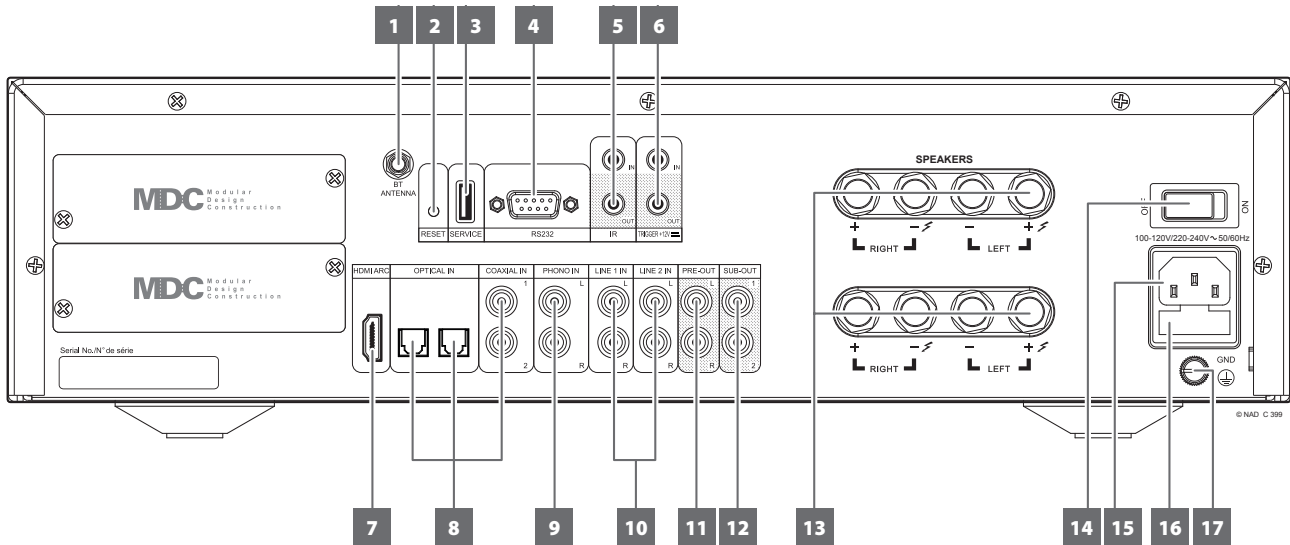 1 2 3 4 5 6
SPEAKERS
MDC Modular Design Construction
BT ANTENNA
IN IN
OUT OUT
RESET SERVICE RS232 IR TRIGGER +12V
OFF ON
+ - - +
RIGHT LEFT
100-120V/220-240V~50/60Hz
MDC Modular Design Construction
HDMI ARC OPTICAL IN COAXIAL IN PHONO IN LINE 1 IN LINE 2 IN PRE-OUT SUB-OUT
1 L L L L 1
2 R R R R 2
+ - - +
RIGHT LEFT
Serial No./N° de série
GND
© NAD C 399
7 8 9 10 11 12 13 14 15 16 17